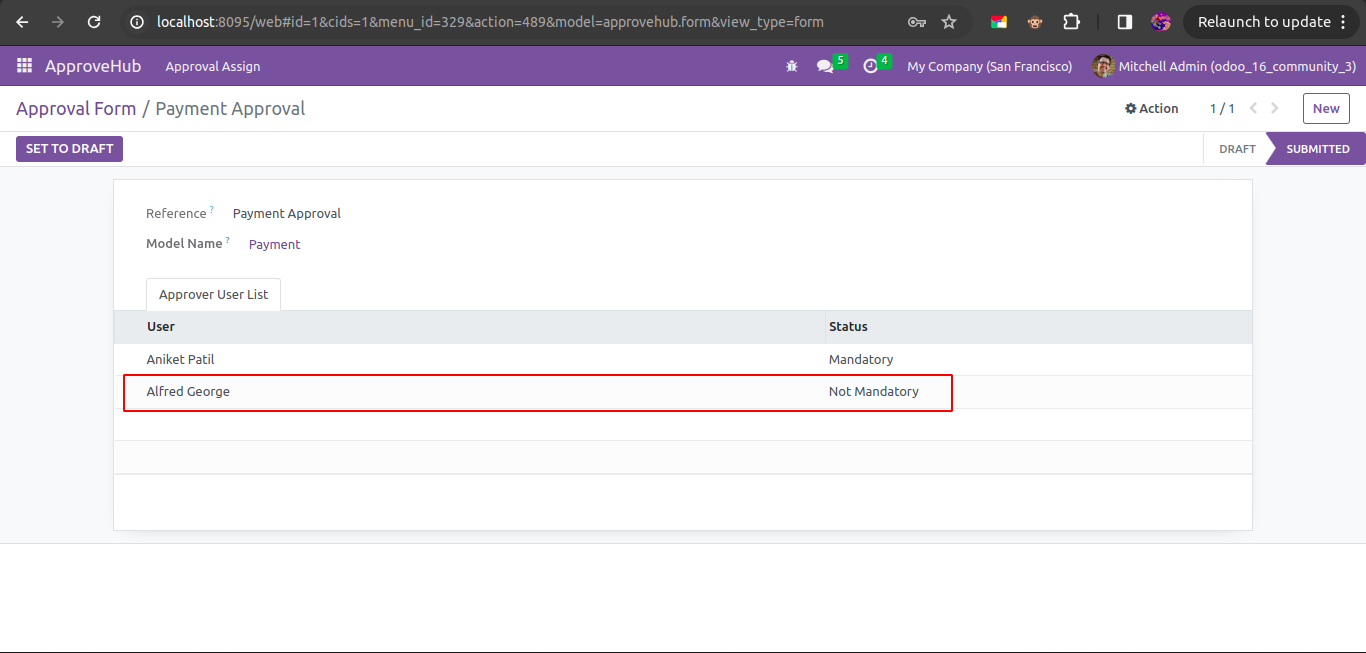 localhost:8095/web#id=1&cids=1&menu_id=329&action=489&model=approvehub.form&view_type=form
Relaunch to update
ApproveHub Approval Assign 5 4 My Company (San Francisco) Mitchell Admin (odoo_16_community_3)
Approval Form / Payment Approval Action 1 / 1 New
SET TO DRAFT DRAFT SUBMITTED
Reference ? Payment Approval
Model Name ? Payment
Approver User List
User Status
Aniket Patil Mandatory
Alfred George Not Mandatory